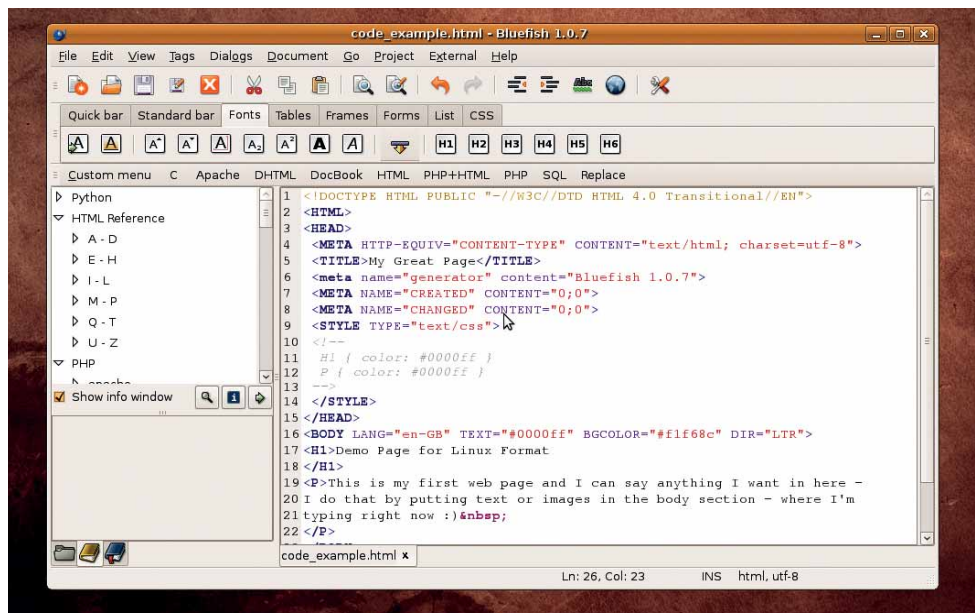 code_example.html - Bluefish 1.0.7
File Edit View Tags Dialogs Document Go Project External Help
Quick bar Standard bar Fonts Tables Frames Forms List CSS
A A A A A A₂ A² A A H1 H2 H3 H4 H5 H6
Custom menu C Apache DHTML DocBook HTML PHP+HTML PHP SQL Replace
Python
HTML Reference
A - D
E - H
I - L
M - P
Q - T
U - Z
PHP
Show info window
1 <!DOCTYPE HTML PUBLIC "-//W3C//DTD HTML 4.0 Transitional//EN">
2 <HTML>
3 <HEAD>
4 <META HTTP-EQUIV="CONTENT-TYPE" CONTENT="text/html; charset=utf-8">
5 <TITLE>My Great Page</TITLE>
6 <meta name="generator" content="Bluefish 1.0.7">
7 <META NAME="CREATED" CONTENT="0;0">
8 <META NAME="CHANGED" CONTENT="0;0">
9 <STYLE TYPE="text/css">
10 <!--
11 H1 { color: #0000ff }
12 P { color: #0000ff }
13 -->
14 </STYLE>
15 </HEAD>
16 <BODY LANG="en-GB" TEXT="#0000ff" BGCOLOR="#f1f68c" DIR="LTR">
17 <H1>Demo Page for Linux Format
18 </H1>
19 <P>This is my first web page and I can say anything I want in here -
20 I do that by putting text or images in the body section - where I'm
21 typing right now :)&nbsp;
22 </P>
code_example.html x
Ln: 26, Col: 23 INS html, utf-8